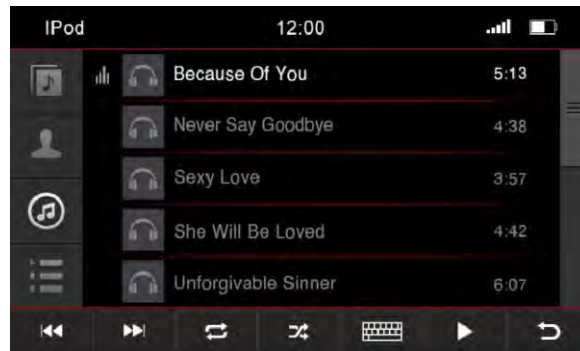 IPod 12:00
Because Of You 5:13
Never Say Goodbye 4:38
Sexy Love 3:57
She Will Be Loved 4:42
Unforgivable Sinner 6:07